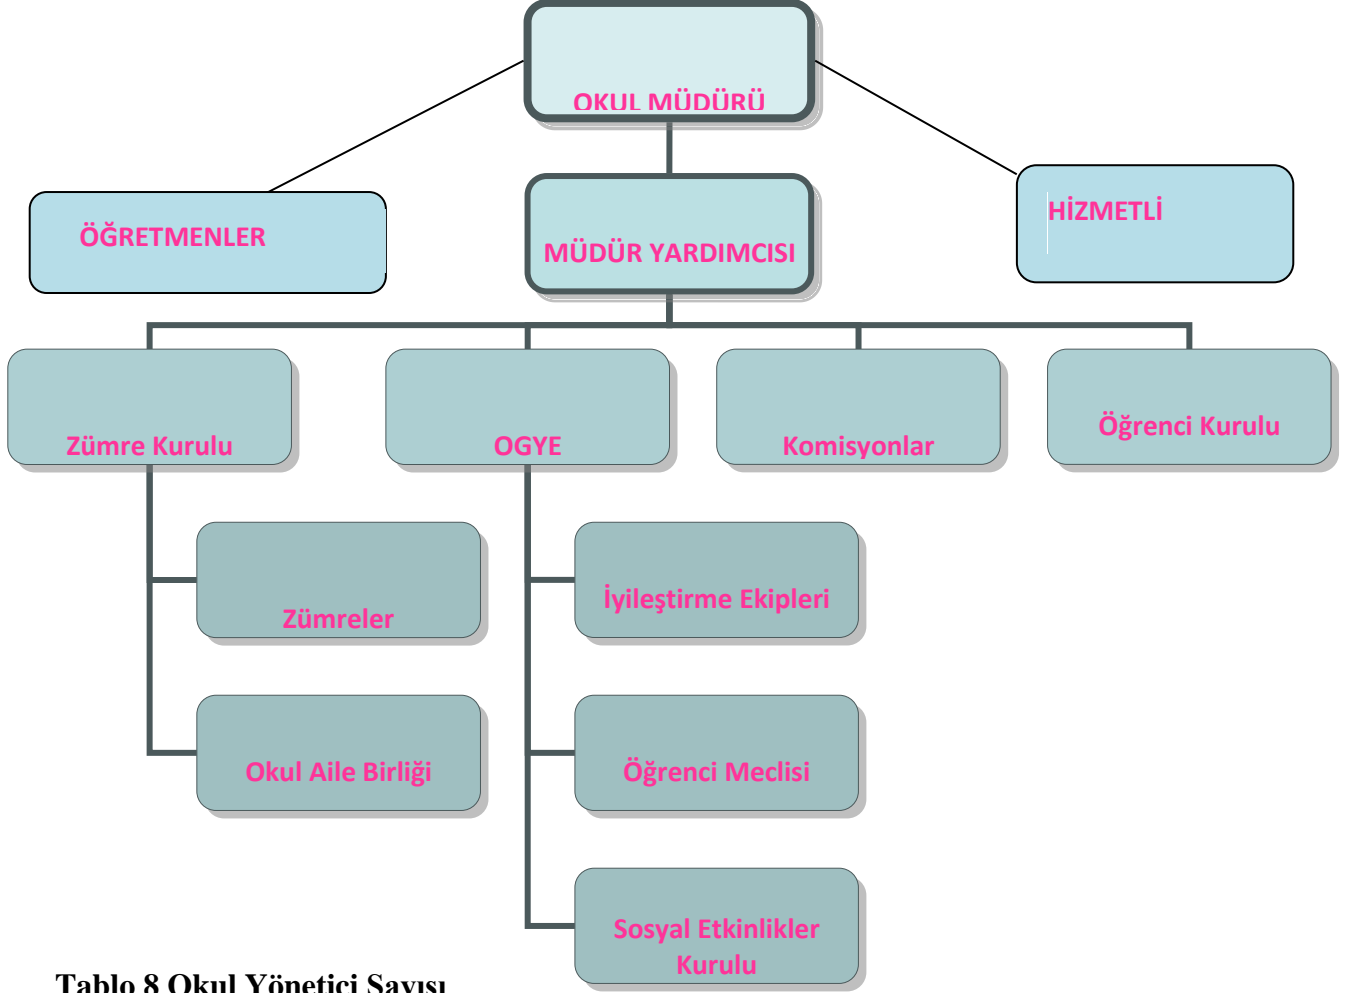 OKUL MÜDÜRÜ
ÖĞRETMENLER
MÜDÜR YARDIMCISI
HİZMETLİ
Zümre Kurulu
OGYE
Komisyonlar
Öğrenci Kurulu
Zümreler
İyileştirme Ekipleri
Okul Aile Birliği
Öğrenci Meclisi
Sosyal Etkinlikler
Kurulu
Tablo 8 Okul Yönetici Sayısı